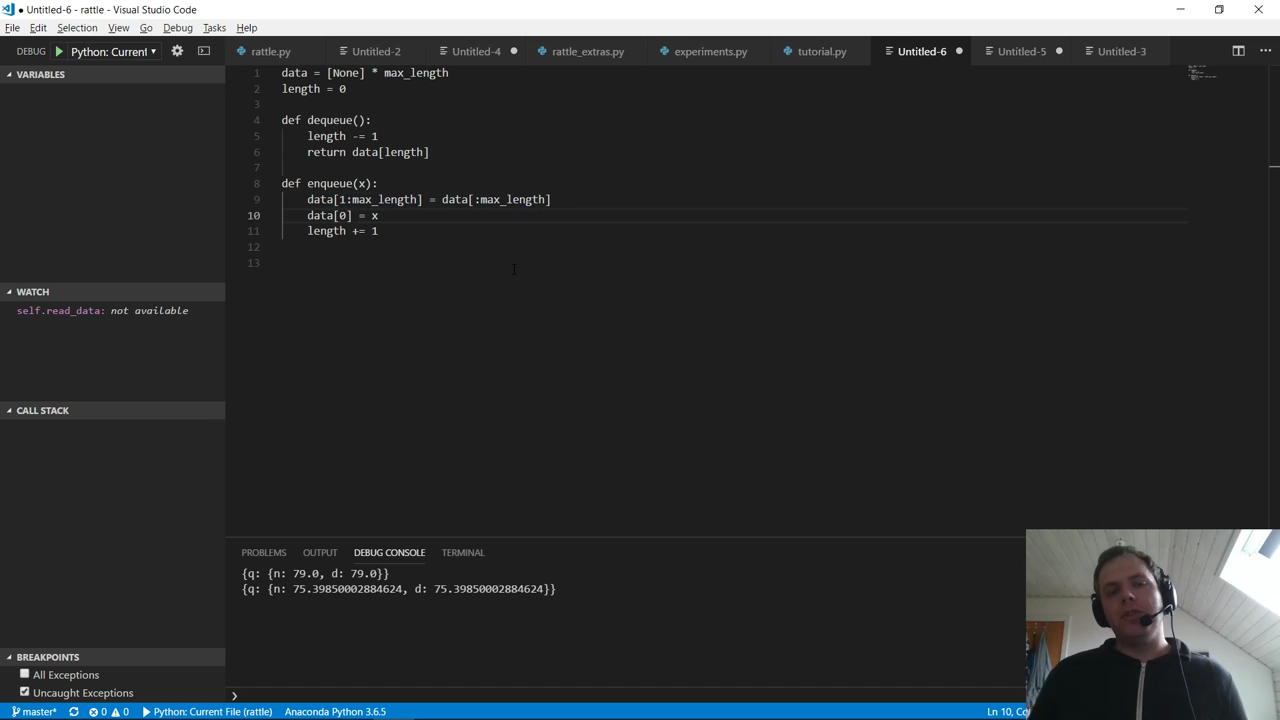 ● Untitled-6 - rattle - Visual Studio Code
File Edit Selection View Go Debug Tasks Help
DEBUG Python: Current
rattle.py Untitled-2 Untitled-4 rattle_extras.py experiments.py tutorial.py Untitled-6 Untitled-5 Untitled-3
VARIABLES
WATCH
self.read_data: not available
CALL STACK
BREAKPOINTS
All Exceptions
Uncaught Exceptions
1 data = [None] * max_length
2 length = 0
3
4 def dequeue():
5 length -= 1
6 return data[length]
7
8 def enqueue(x):
9 data[1:max_length] = data[:max_length]
10 data[0] = x
11 length += 1
12
13
PROBLEMS OUTPUT DEBUG CONSOLE TERMINAL
{q: {n: 79.0, d: 79.0}}
{q: {n: 75.39850002884624, d: 75.39850002884624}}
master* 0 0 Python: Current File (rattle) Anaconda Python 3.6.5 Ln 10,